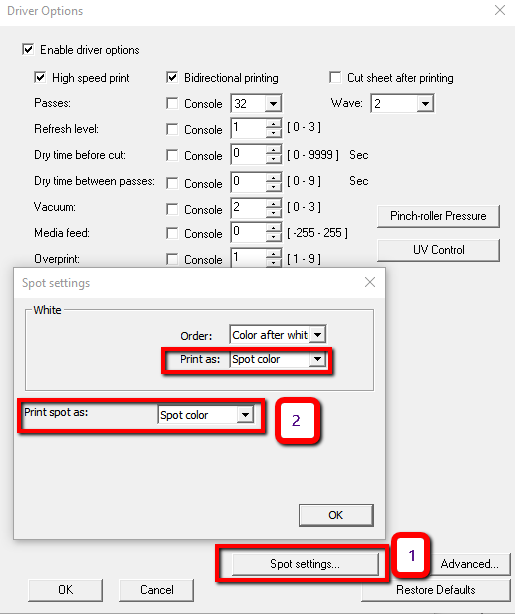 Driver Options
Enable driver options
High speed print Bidirectional printing Cut sheet after printing
Passes: Console 32 Wave: 2
Refresh level: Console 1 [ 0 - 3 ]
Dry time before cut: Console 0 [ 0 - 9999 ] Sec
Dry time between passes: Console 0 [ 0 - 9 ] Sec
Vacuum: Console 2 [ 0 - 3 ]
Pinch-roller Pressure
Media feed: Console 0 [ -255 - 255 ]
UV Control
Overprint: Console 1 [ 1 - 9 ]
Spot settings
White
Order: Color after whit
Print as: Spot color
Print spot as: Spot color
2
OK
1
Spot settings... Advanced...
OK Cancel Restore Defaults